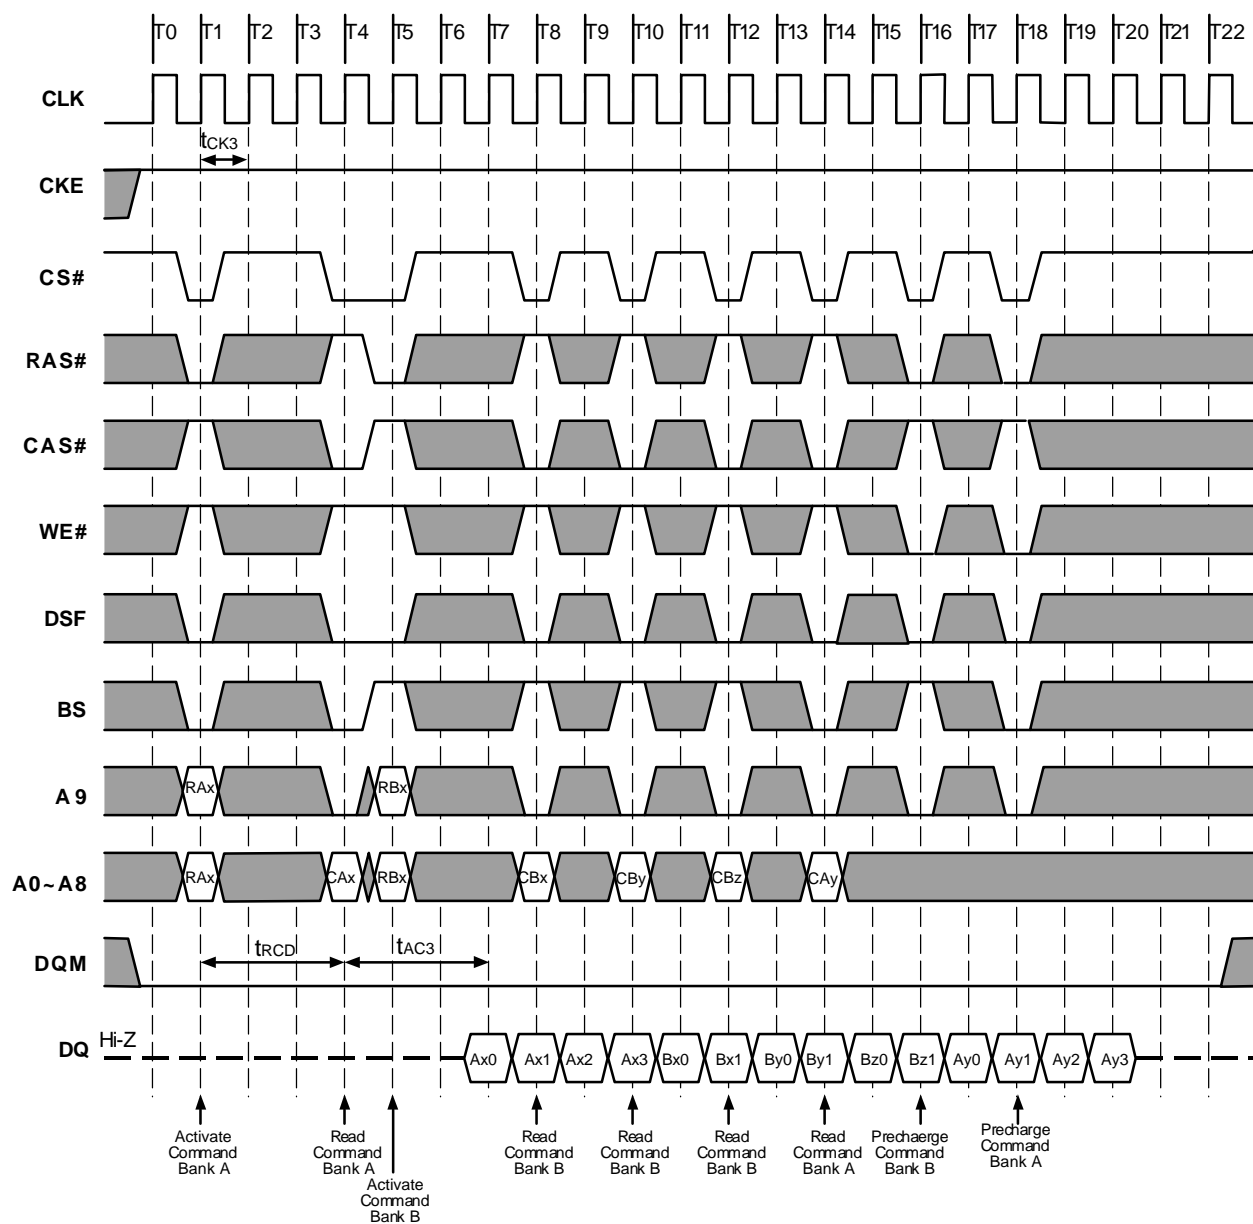 T0 T1 T2 T3 T4 T5 T6 T7 T8 T9 T10 T11 T12 T13 T14 T15 T16 T17 T18 T19 T20 T21 T22
CLK
tCK3
CKE
CS#
RAS#
CAS#
WE#
DSF
BS
A9 RAx RBx
A0~A8 RAx CAx RBx CBx CBy CBz CAy
DQM tRCD tAC3
DQ Hi-Z Ax0 Ax1 Ax2 Ax3 Bx0 Bx1 By0 By1 Bz0 Bz1 Ay0 Ay1 Ay2 Ay3
Activate
Command
Bank A
Read
Command
Bank A
Activate
Command
Bank B
Read
Command
Bank B
Read
Command
Bank B
Read
Command
Bank B
Read
Command
Bank A
Prechaerge
Command
Bank B
Precharge
Command
Bank A